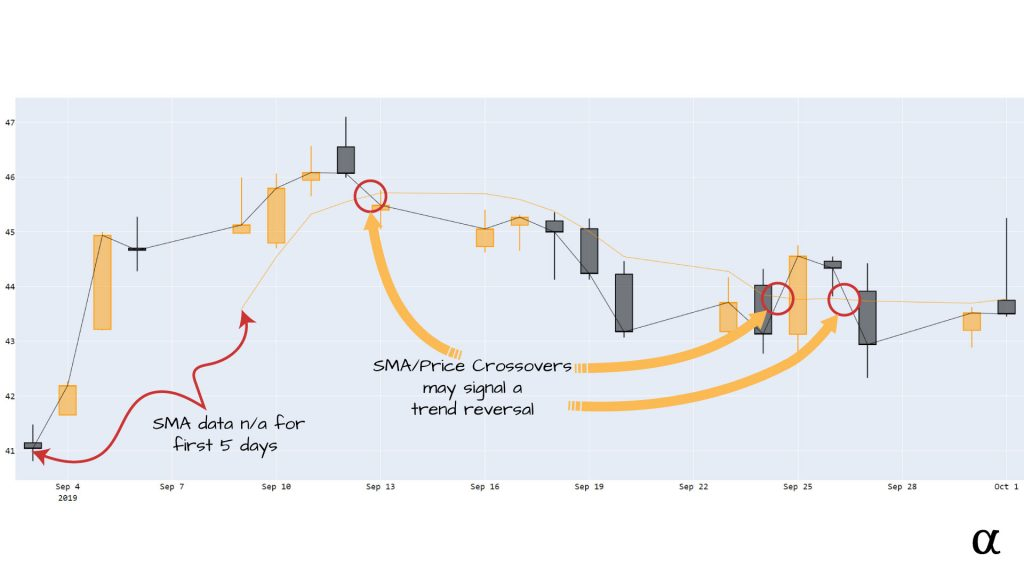 47
46
45
44
43
42
41
SMA/Price Crossovers
may signal a
trend reversal
SMA data n/a for
first 5 days
Sep 4
2019
Sep 7
Sep 10
Sep 13
Sep 16
Sep 19
Sep 22
Sep 25
Sep 28
Oct 1
α